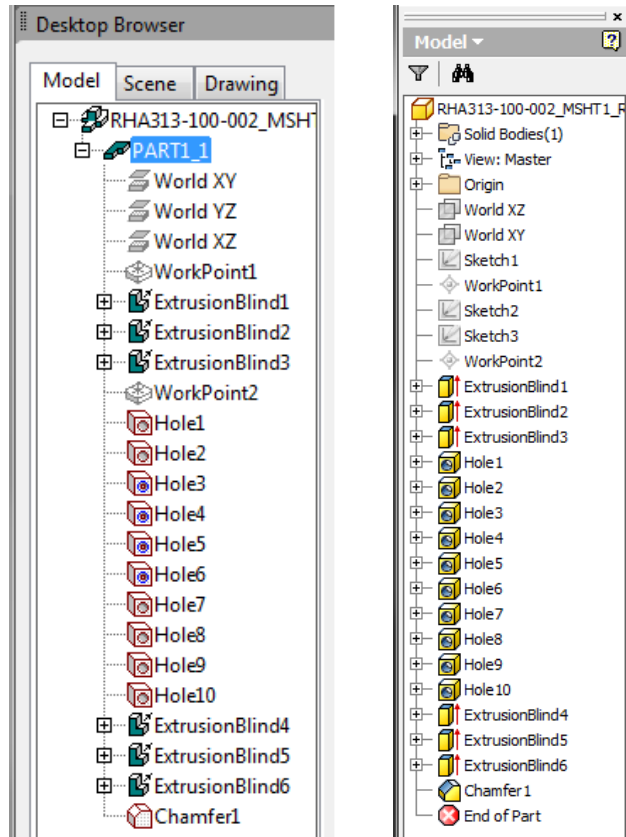 Desktop Browser
Model Scene Drawing
RHA313-100-002_MSHT
PART1_1
World XY
World YZ
World XZ
WorkPoint1
ExtrusionBlind1
ExtrusionBlind2
ExtrusionBlind3
WorkPoint2
Hole1
Hole2
Hole3
Hole4
Hole5
Hole6
Hole7
Hole8
Hole9
Hole10
ExtrusionBlind4
ExtrusionBlind5
ExtrusionBlind6
Chamfer1
Model
RHA313-100-002_MSHT1_R
Solid Bodies(1)
View: Master
Origin
World XZ
World XY
Sketch1
WorkPoint1
Sketch2
Sketch3
WorkPoint2
ExtrusionBlind1
ExtrusionBlind2
ExtrusionBlind3
Hole1
Hole2
Hole3
Hole4
Hole5
Hole6
Hole7
Hole8
Hole9
Hole10
ExtrusionBlind4
ExtrusionBlind5
ExtrusionBlind6
Chamfer1
End of Part